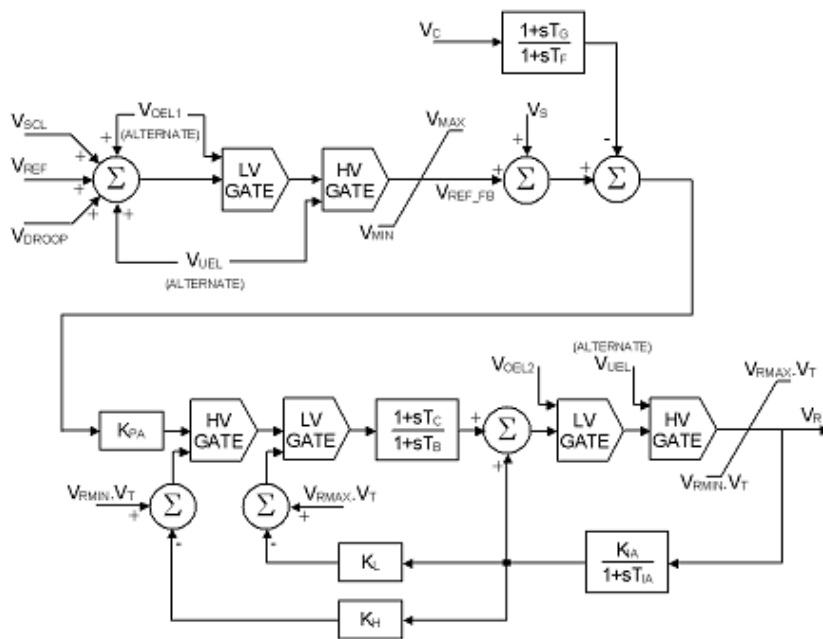 V_C
1+sT_G
1+sT_F
V_SCL
V_REF
V_DROOP
+
+
+
+
+
Σ
V_OEL1
(ALTERNATE)
V_UEL
(ALTERNATE)
LV
GATE
HV
GATE
V_MAX
V_MIN
V_REF_FB
V_S
+
+
Σ
-
+
Σ
K_PA
HV
GATE
LV
GATE
1+sT_C
1+sT_B
+
+
Σ
V_OEL2
(ALTERNATE)
V_UEL
LV
GATE
HV
GATE
V_RMAX.V_T
V_R
V_RMIN.V_T
V_RMIN.V_T
+
-
Σ
Σ
V_RMAX.V_T
+
-
K_L
K_IA
1+sT_IA
K_H